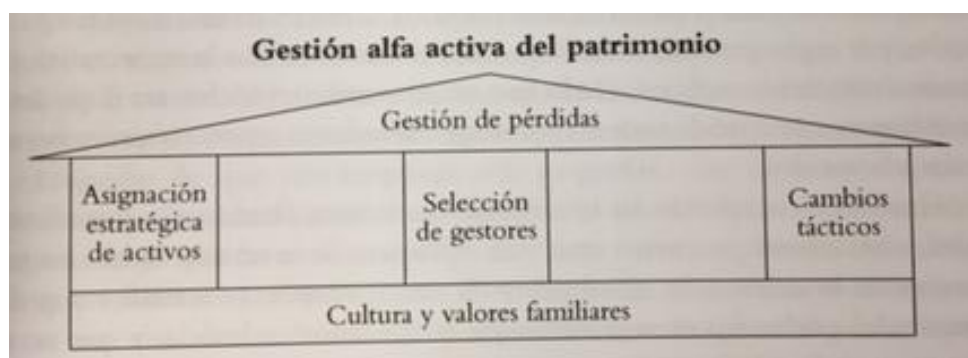 Gestión alfa activa del patrimonio
Gestión de pérdidas
Asignación
estratégica
de activos
Selección
de gestores
Cambios
tácticos
Cultura y valores familiares